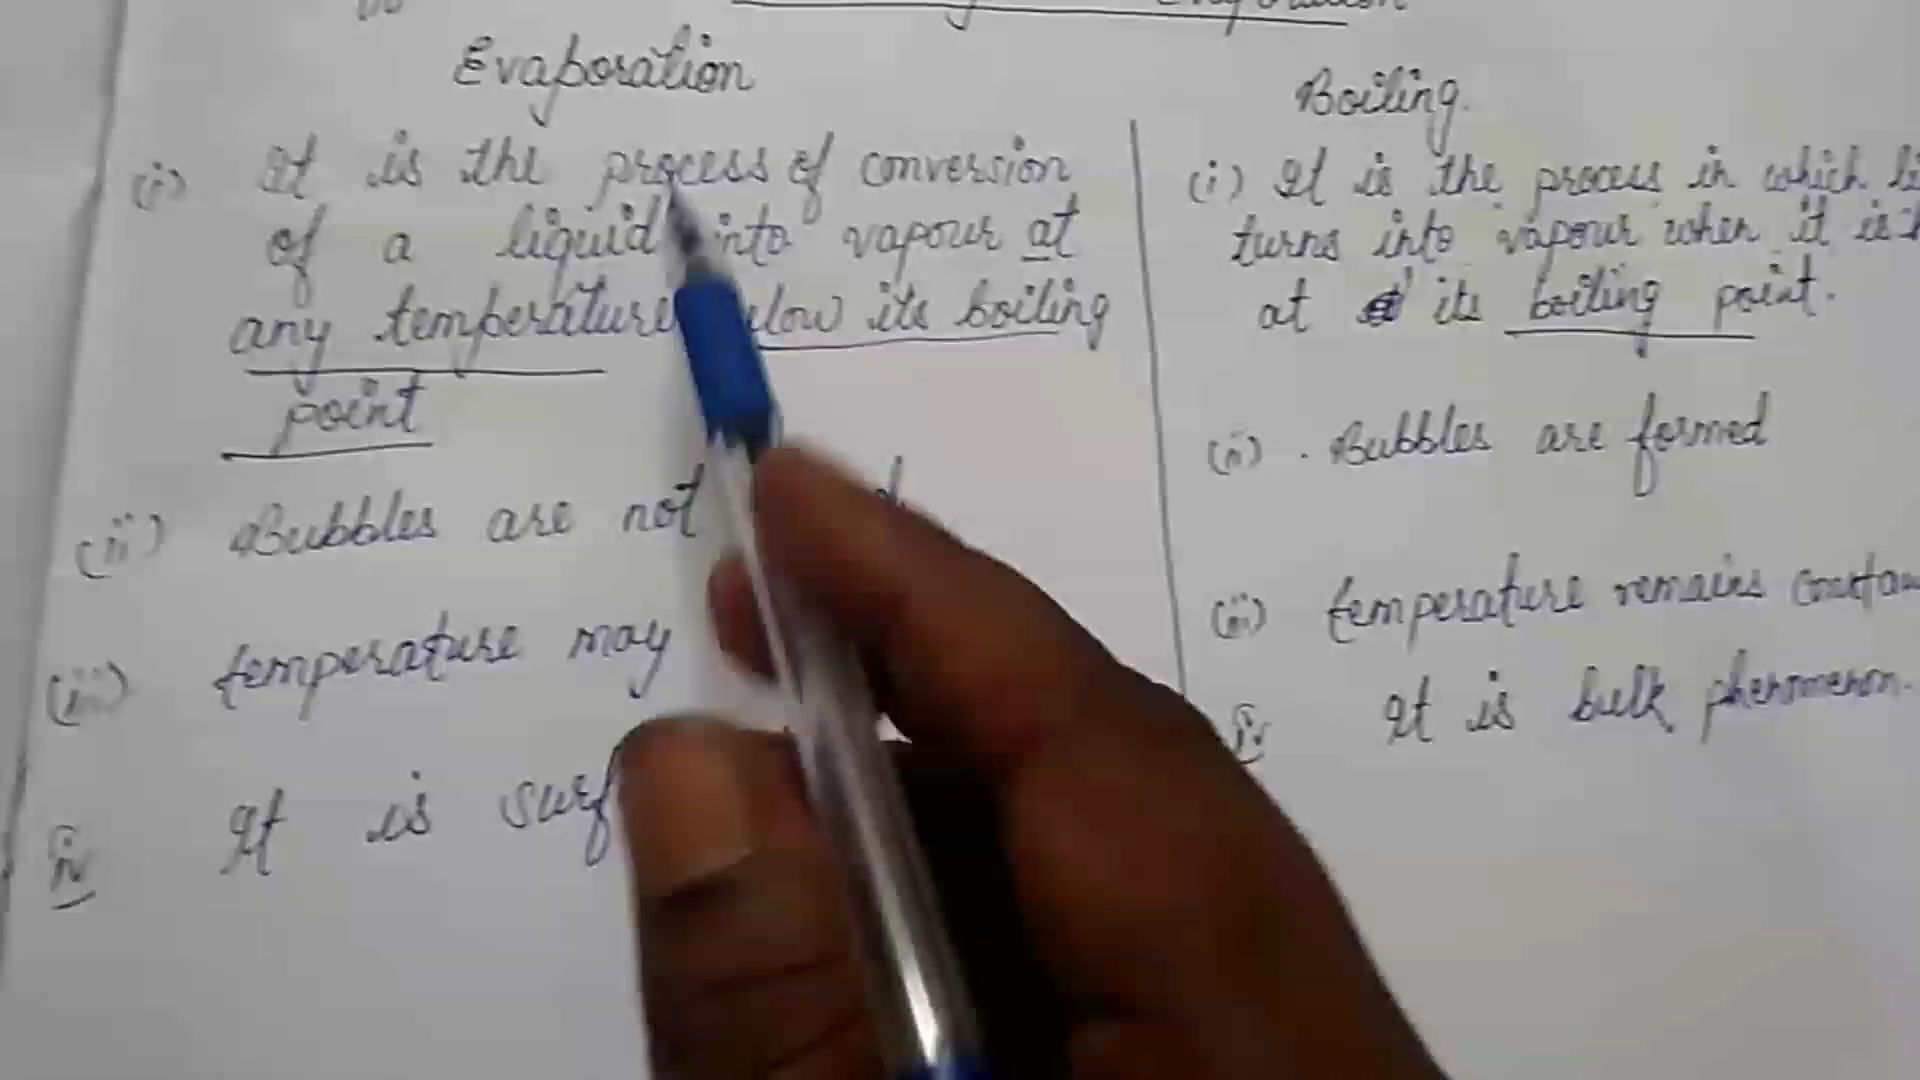 Evaporation
(i) It is the process of conversion
of a liquid into vapour at
any temperature its boiling
point
(ii) Bubbles are not
(iii) temperature may
iv It is
Boiling.
(i) It is the process in which
turns into vapour when it is
at its boiling point.
(ii) . Bubbles are formed
(iii) temperature remains
iv It is bulk phenomenon.